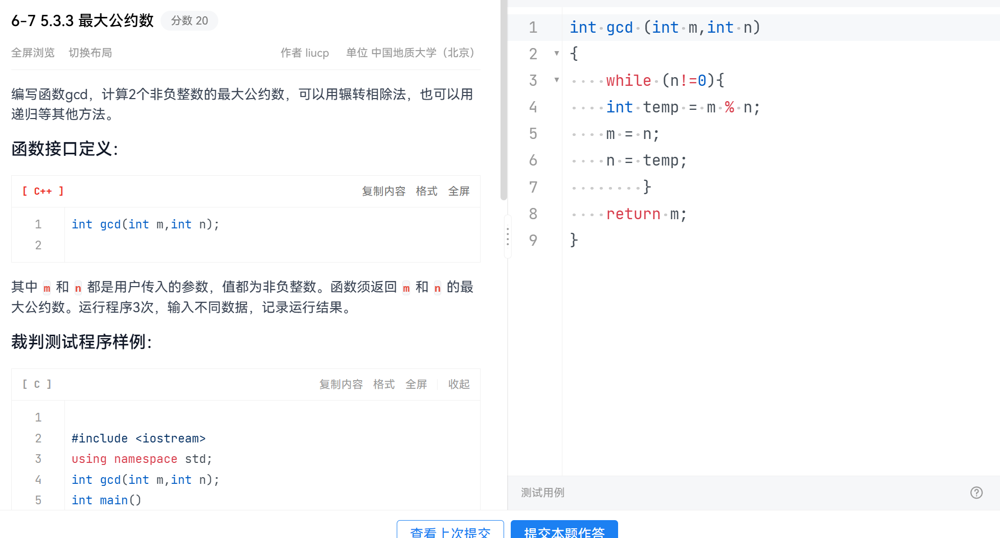 6-7 5.3.3 最大公约数 分数 20
全屏浏览 切换布局 作者 liucp 单位 中国地质大学（北京）
编写函数gcd，计算2个非负整数的最大公约数，可以用辗转相除法，也可以用
递归等其他方法。
函数接口定义：
[ C++ ] 复制内容 格式 全屏
1 int gcd(int m,int n);
2
其中 m 和 n 都是用户传入的参数，值都为非负整数。函数须返回 m 和 n 的最
大公约数。运行程序3次，输入不同数据，记录运行结果。
裁判测试程序样例：
[ C ] 复制内容 格式 全屏 收起
1
2 #include <iostream>
3 using namespace std;
4 int gcd(int m,int n);
5 int main()
1 int gcd (int m,int n)
2 {
3     while (n!=0){
4     int temp = m % n;
5     m = n;
6     n = temp;
7         }
8     return m;
9 }
测试用例
查看上次提交 提交本题作答